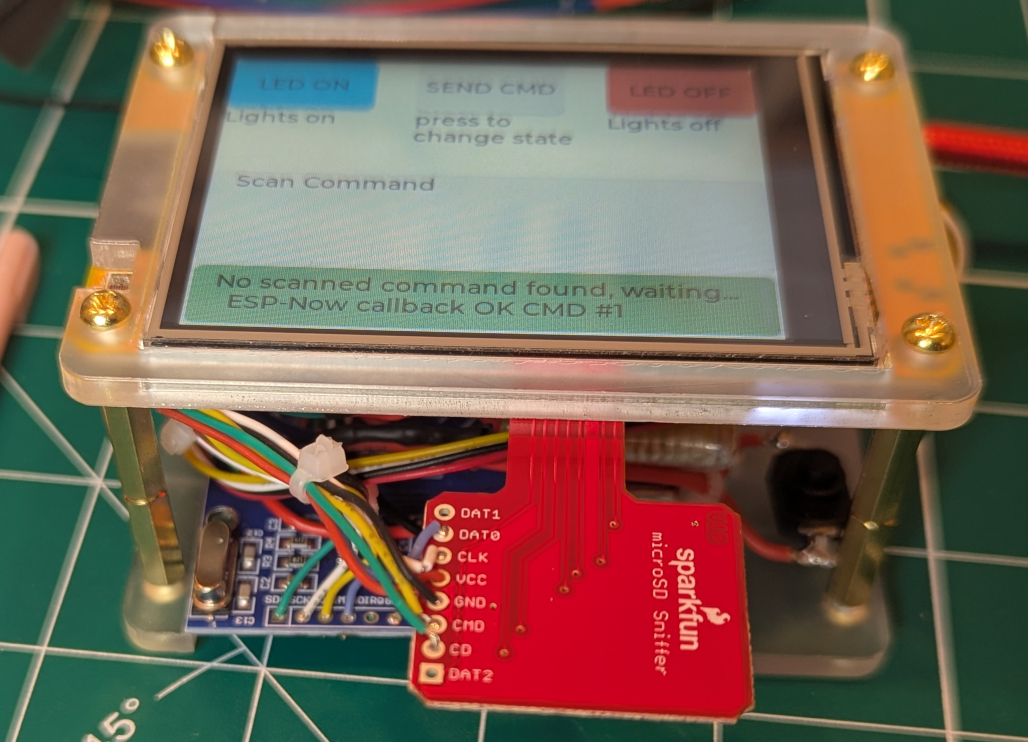 LED ON
SEND CMD
LED OFF
Lights on
press to
change state
Lights off
Scan Command
No scanned command found, waiting...
ESP-Now callback OK CMD #1
DAT1
DAT0
CLK
VCC
GND
CMD
CD
DAT2
sparkfun
microSD Sniffer
45°